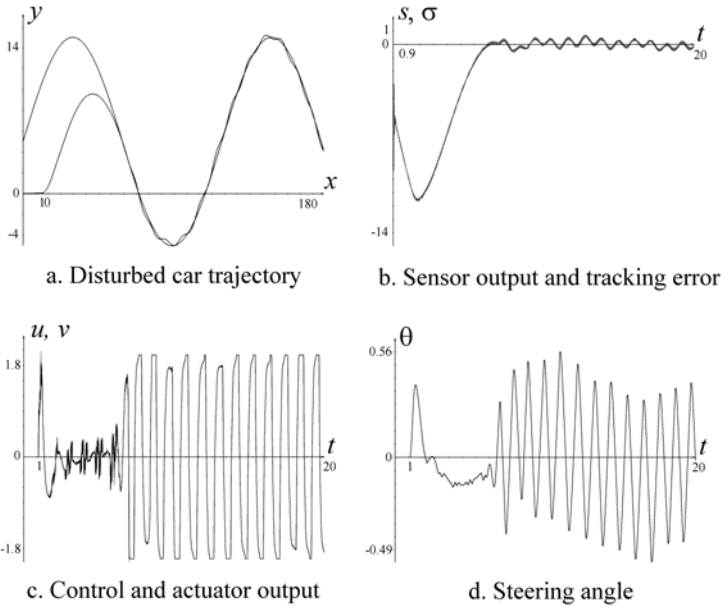 y
14
0
10
x
180
-4
a. Disturbed car trajectory
s, σ
1
0
0.9
t
20
-14
b. Sensor output and tracking error
u, v
1.8
0
1
t
20
-1.8
c. Control and actuator output
θ
0.56
0
1
t
20
-0.49
d. Steering angle